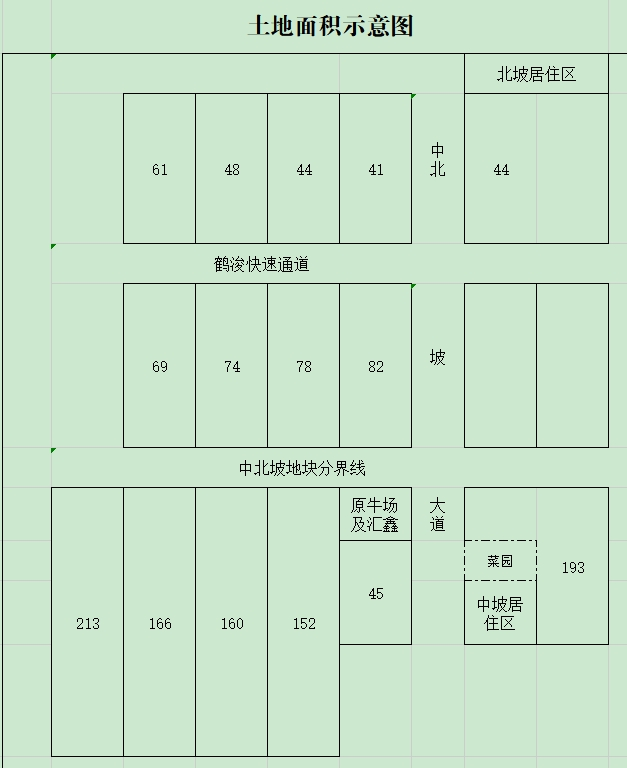 土地面积示意图
北坡居住区
61 48 44 41
中
北
44
鹤浚快速通道
69 74 78 82
坡
中北坡地块分界线
原牛场
及汇鑫
大
道
菜园
193
45
中坡居
住区
213 166 160 152